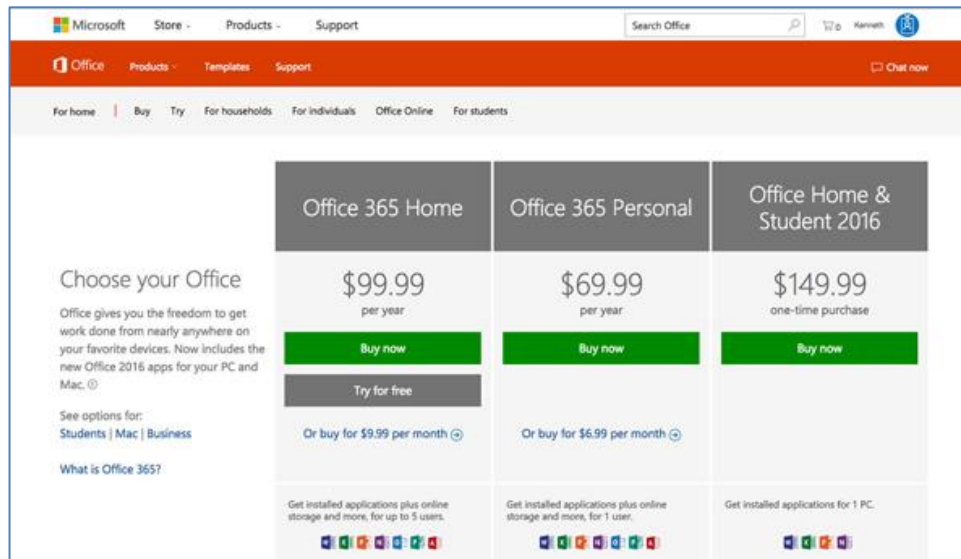 Microsoft Store Products Support Search Office 0 Kenneth
Office Products Templates Support Chat now
For home | Buy Try For households For individuals Office Online For students
Office 365 Home
Office 365 Personal
Office Home &
Student 2016
Choose your Office
Office gives you the freedom to get
work done from nearly anywhere on
your favorite devices. Now includes the
new Office 2016 apps for your PC and
Mac.
See options for:
Students | Mac | Business
What is Office 365?
$99.99
per year
Buy now
Try for free
Or buy for $9.99 per month
Get installed applications plus online
storage and more, for up to 5 users.
$69.99
per year
Buy now
Or buy for $6.99 per month
Get installed applications plus online
storage and more, for 1 user.
$149.99
one-time purchase
Buy now
Get installed applications for 1 PC.